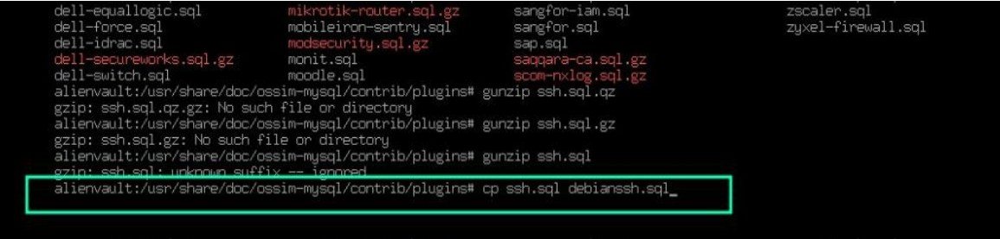 dell-equallogic.sql mikrotik-router.sql.gz sangfor-iam.sql zscaler.sql
dell-force.sql mobileiron-sentry.sql sangfor.sql zyxel-firewall.sql
dell-idrac.sql modsecurity.sql.gz sap.sql
dell-secureworks.sql.gz monit.sql saqqara-ca.sql.gz
dell-switch.sql moodle.sql scom-nxlog.sql.gz
alienvault:/usr/share/doc/ossim-mysql/contrib/plugins# gunzip ssh.sql.qz
gzip: ssh.sql.qz.gz: No such file or directory
alienvault:/usr/share/doc/ossim-mysql/contrib/plugins# gunzip ssh.sql.gz
gzip: ssh.sql.gz: No such file or directory
alienvault:/usr/share/doc/ossim-mysql/contrib/plugins# gunzip ssh.sql
gzip: ssh.sql: unknown suffix -- ignored
alienvault:/usr/share/doc/ossim-mysql/contrib/plugins# cp ssh.sql debianssh.sql_